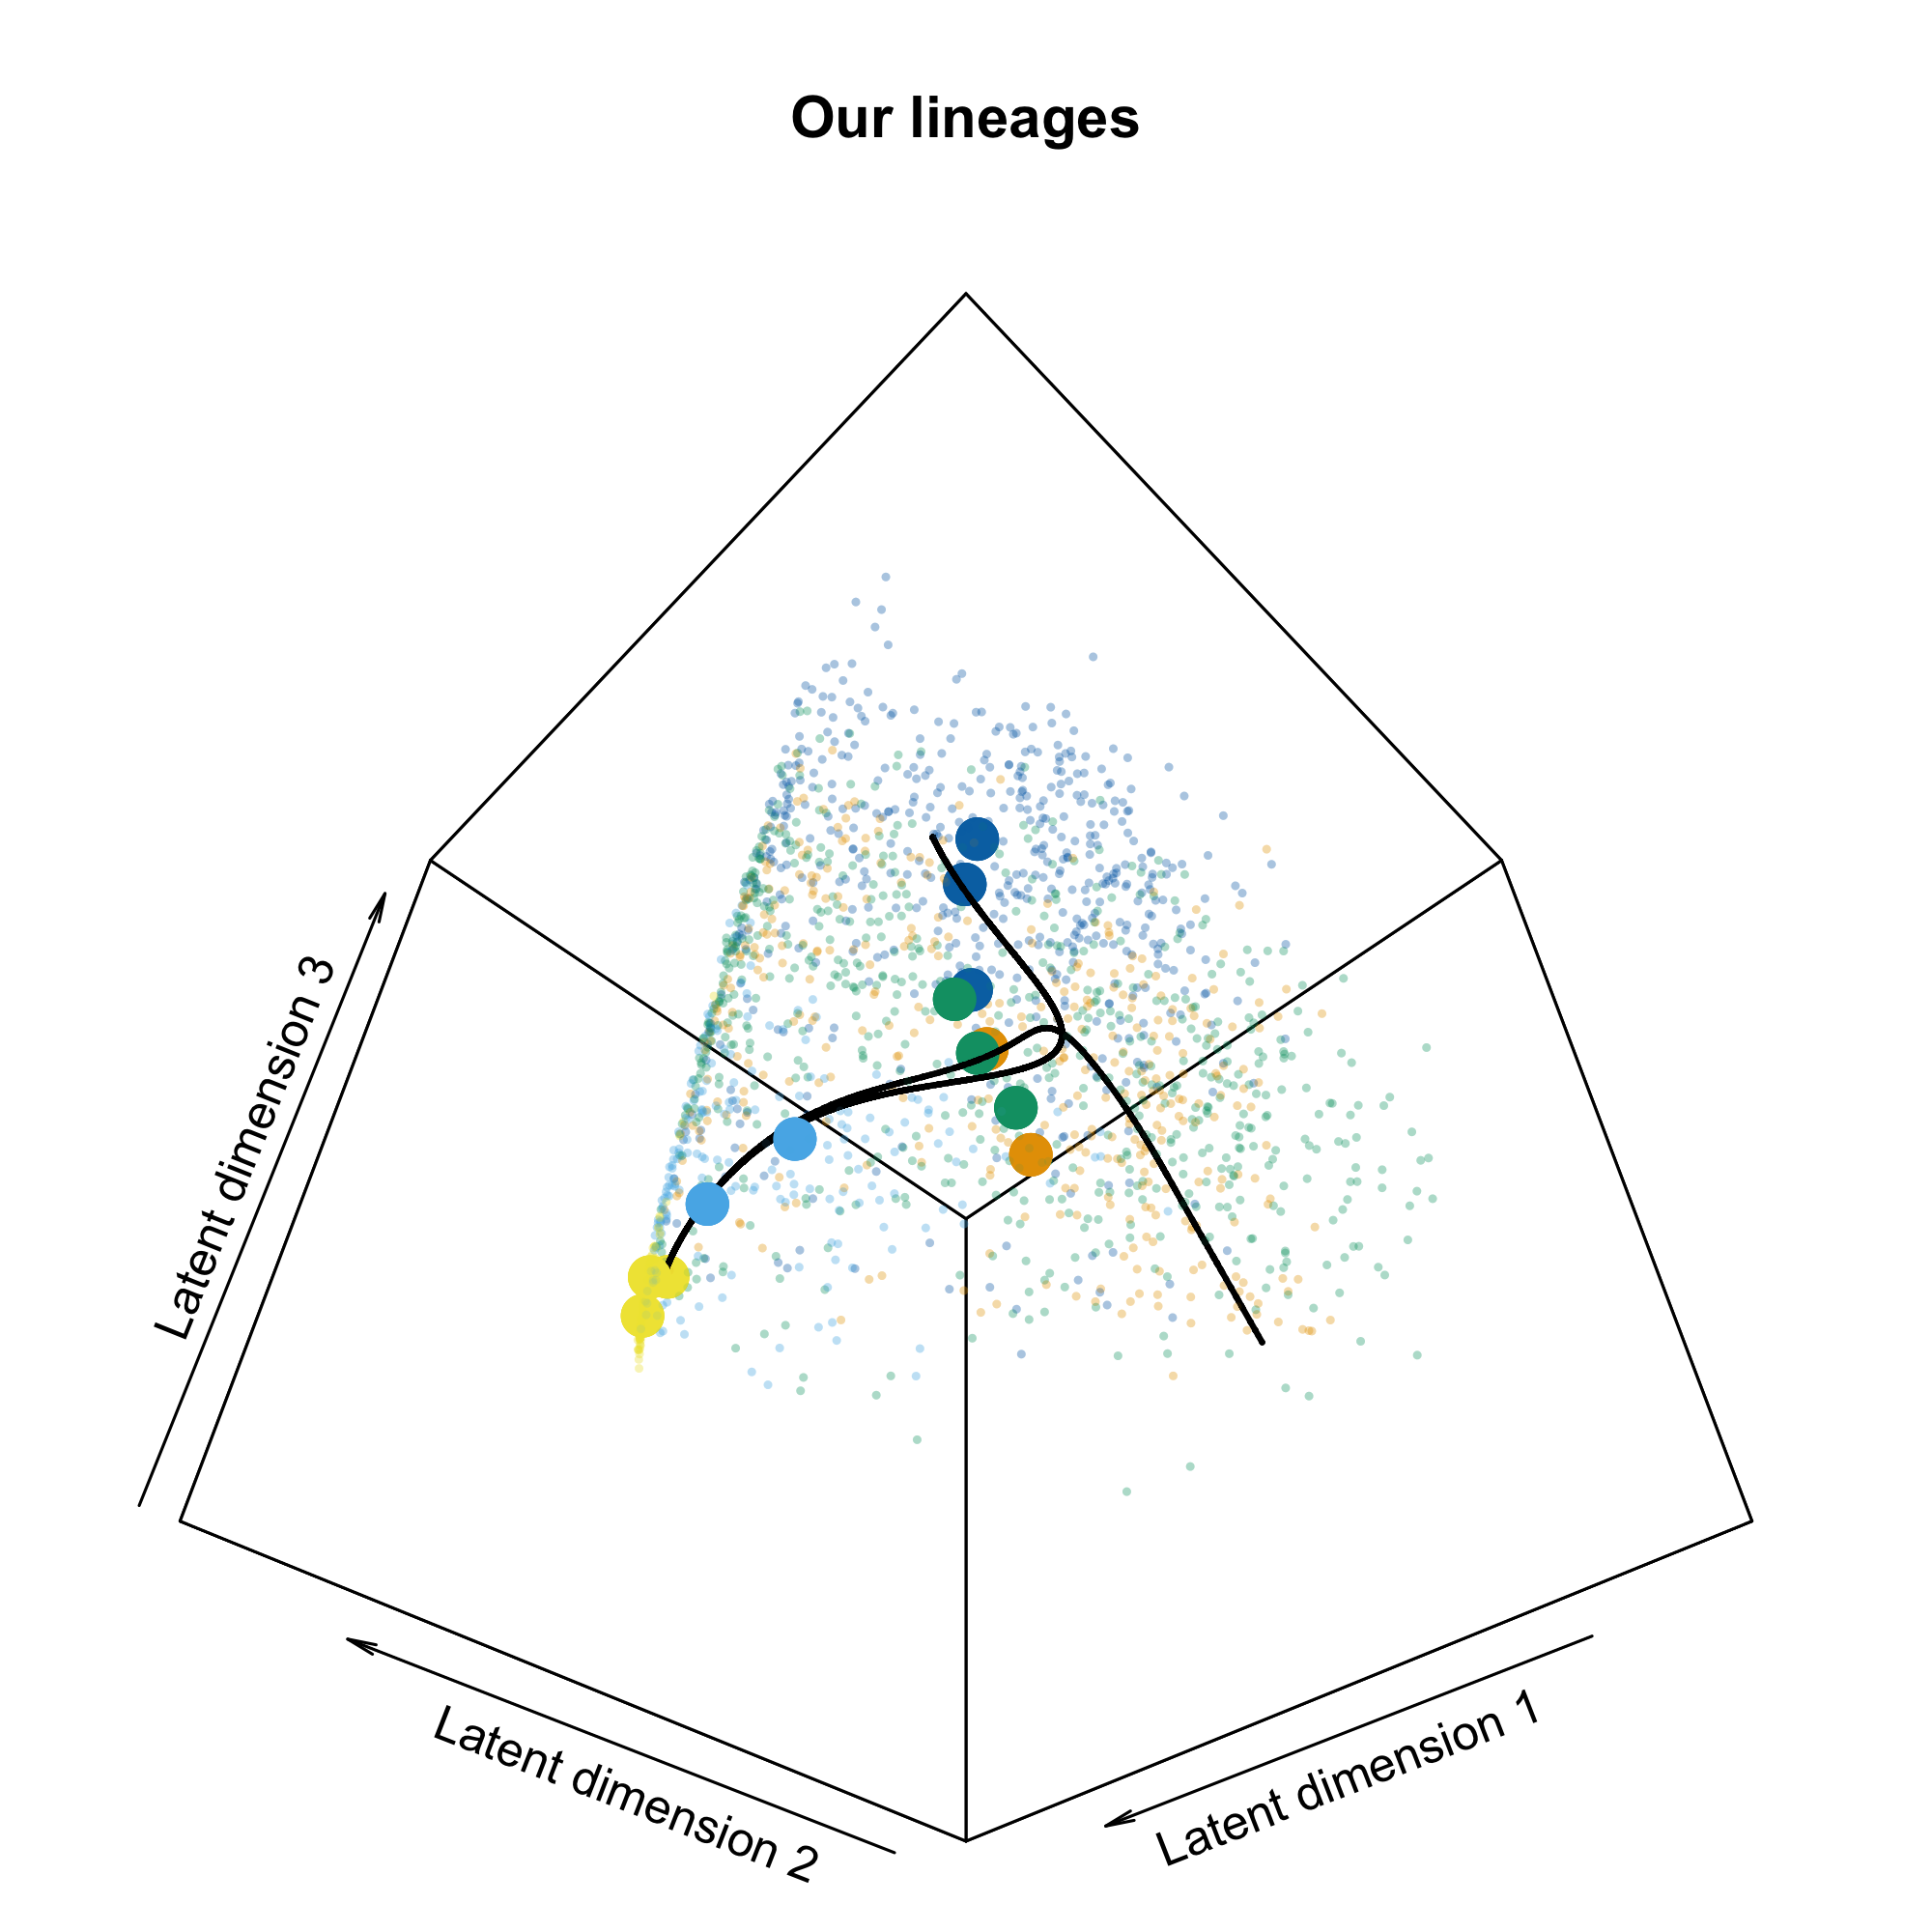 Our lineages
Latent dimension 3
Latent dimension 2
Latent dimension 1